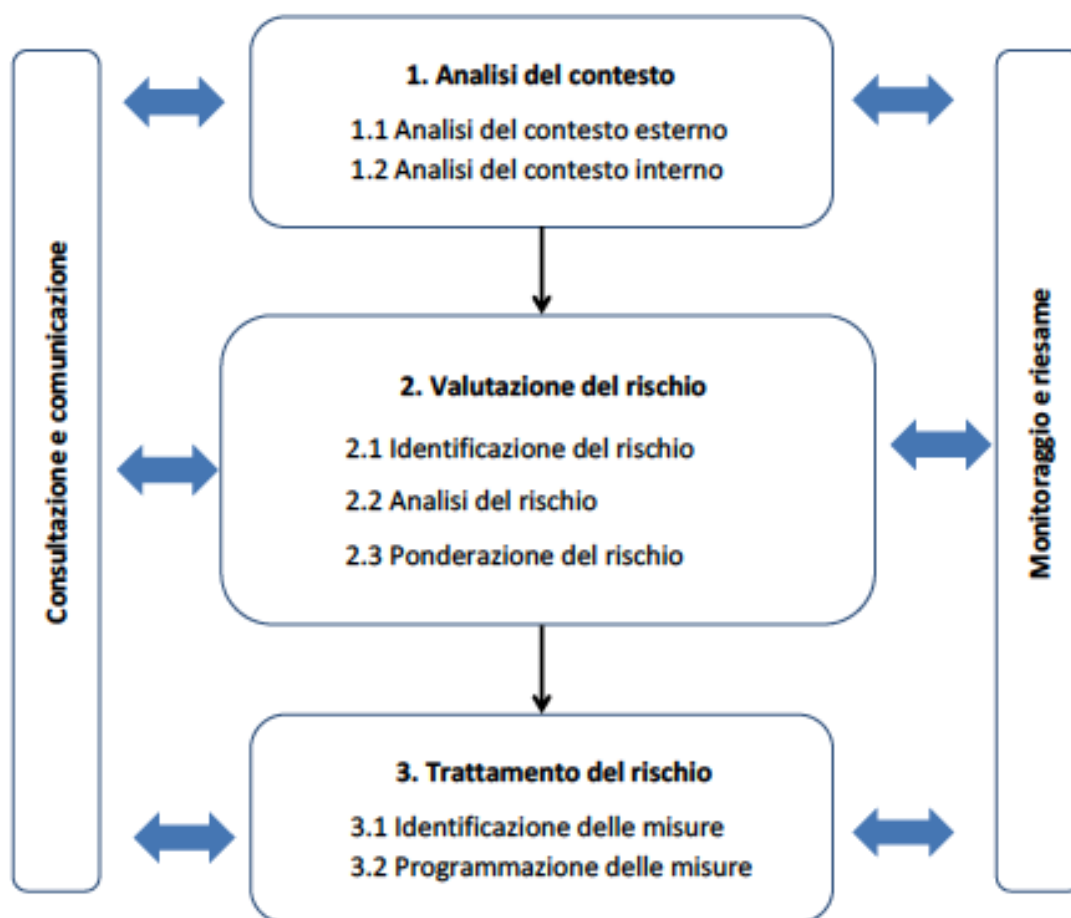 Consultazione e comunicazione
1. Analisi del contesto
1.1 Analisi del contesto esterno
1.2 Analisi del contesto interno
2. Valutazione del rischio
2.1 Identificazione del rischio
2.2 Analisi del rischio
2.3 Ponderazione del rischio
3. Trattamento del rischio
3.1 Identificazione delle misure
3.2 Programmazione delle misure
Monitoraggio e riesame